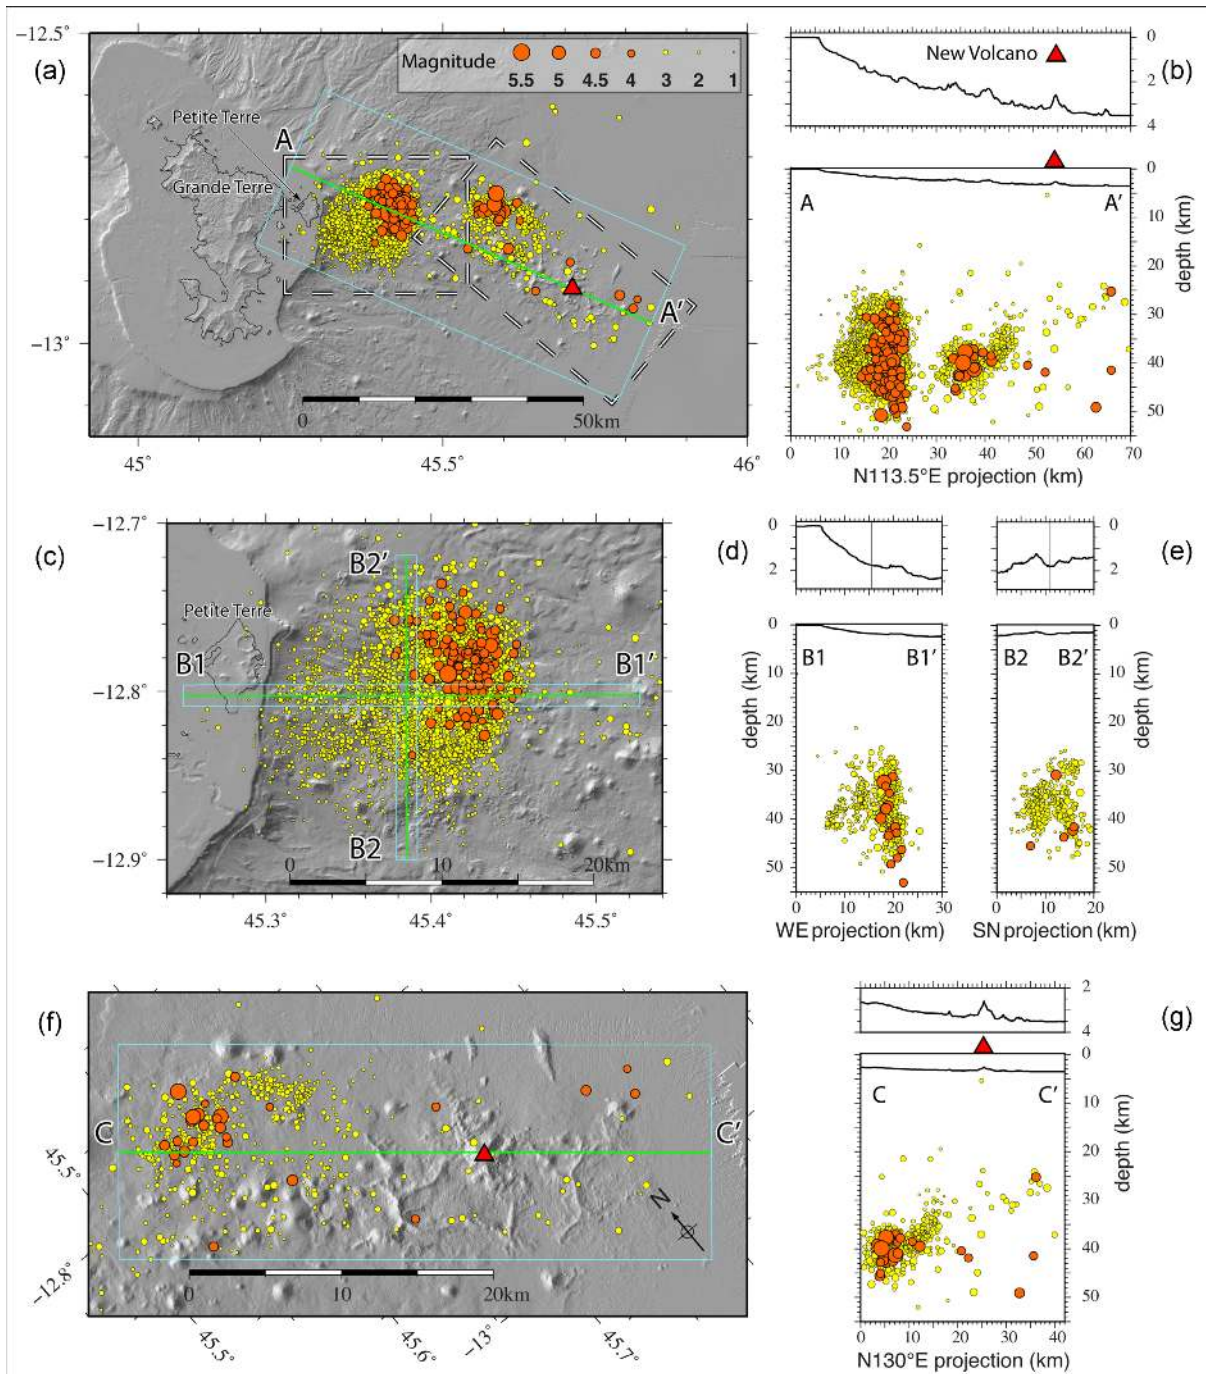 (a)
−12.5°
−13°
45°
45.5°
46°
Magnitude
5.5 5 4.5 4 3 2 1
Petite Terre
A
Grande Terre
A'
0 50km
(b)
New Volcano
0
2
4
0
10
20
30
40
50
depth (km)
A A'
0 10 20 30 40 50 60 70
N113.5°E projection (km)
(c)
−12.7°
−12.8°
−12.9°
B2'
Petite Terre
B1 B1'
B2
0 10 20km
45.3° 45.4° 45.5°
(d)
0
2
depth (km)
0
10
20
30
40
50
B1 B1'
0 10 20 30
WE projection (km)
(e)
0
2
0
10
20
30
40
50
depth (km)
B2 B2'
0 10 20
SN projection (km)
(f)
C C'
45.5°
−12.8°
N
0 10 20km
45.5° 45.6° −13° 45.7°
(g)
2
4
0
10
20
30
40
50
depth (km)
C C'
0 10 20 30 40
N130°E projection (km)